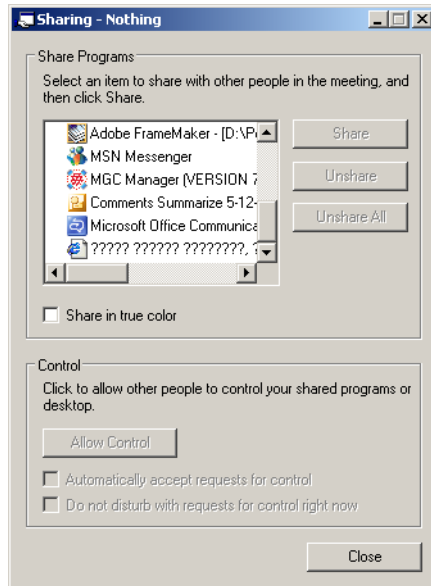 Sharing - Nothing
Share Programs
Select an item to share with other people in the meeting, and
then click Share.
Adobe FrameMaker - [D:\P
Share
MSN Messenger
MGC Manager (VERSION 7
Unshare
Comments Summarize 5-12-
Microsoft Office Communica
Unshare All
????? ?????? ????????, ?
Share in true color
Control
Click to allow other people to control your shared programs or
desktop.
Allow Control
Automatically accept requests for control
Do not disturb with requests for control right now
Close